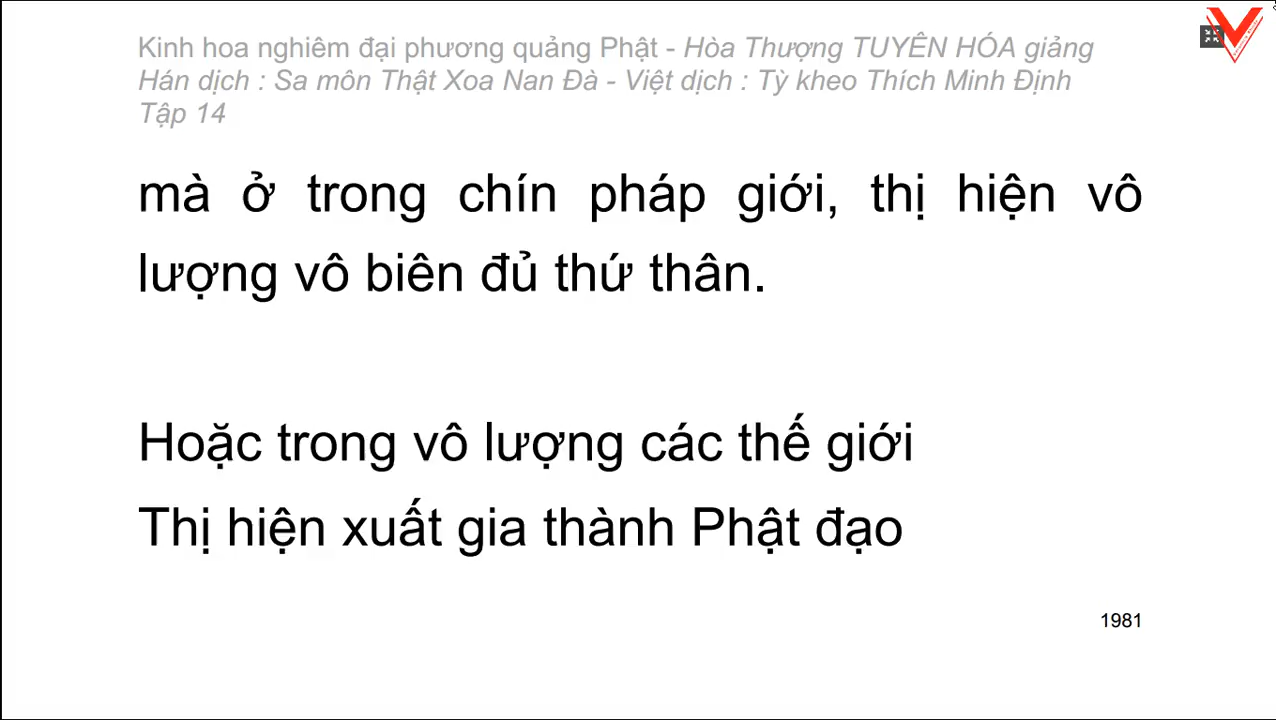 Kinh hoa nghiêm đại phương quảng Phật - Hòa Thượng TUYÊN HÓA giảng
Hán dịch : Sa môn Thật Xoa Nan Đà - Việt dịch : Tỳ kheo Thích Minh Định
Tập 14
mà ở trong chín pháp giới, thị hiện vô
lượng vô biên đủ thứ thân.
Hoặc trong vô lượng các thế giới
Thị hiện xuất gia thành Phật đạo
1981